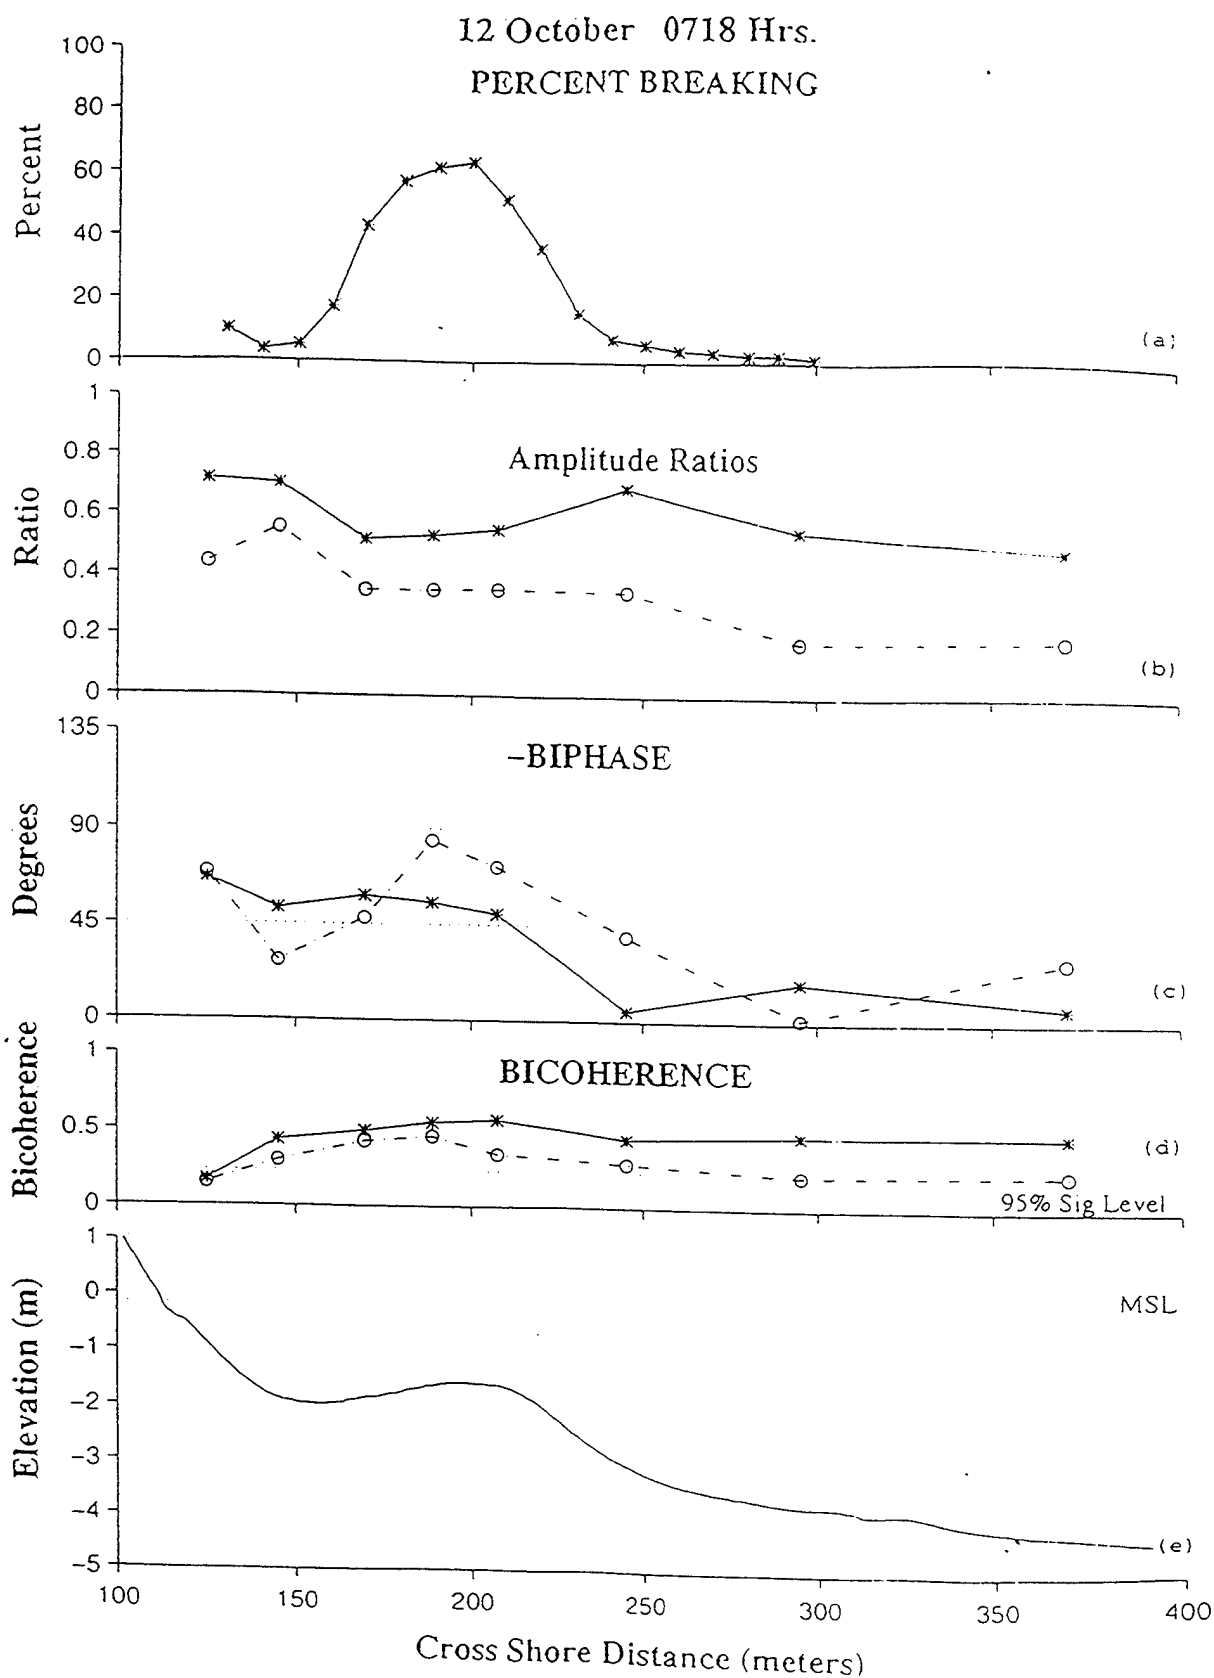 12 October 0718 Hrs.
PERCENT BREAKING
Percent
100
80
60
40
20
0
(a)
Amplitude Ratios
Ratio
1
0.8
0.6
0.4
0.2
0
(b)
-BIPHASE
Degrees
135
90
45
0
(c)
BICOHERENCE
Bicoherence
1
0.5
0
(d)
95% Sig Level
Elevation (m)
1
0
-1
-2
-3
-4
-5
MSL
(e)
100 150 200 250 300 350 400
Cross Shore Distance (meters)